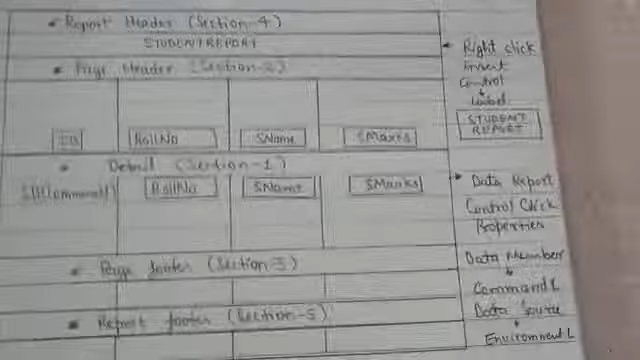 Report Header (Section-4)
STUDENT REPORT
Page Header (Section-2)
RollNo
SName
SMarks
Detail (Section-1)
RollNo
SName
SMarks
Page footer (Section-3)
Report footer (Section-5)
Right click
Insert
Control
Label
STUDENT
REPORT
Data Report
Control Click
Properties
Data Member
Command1
Data Source
Environment1